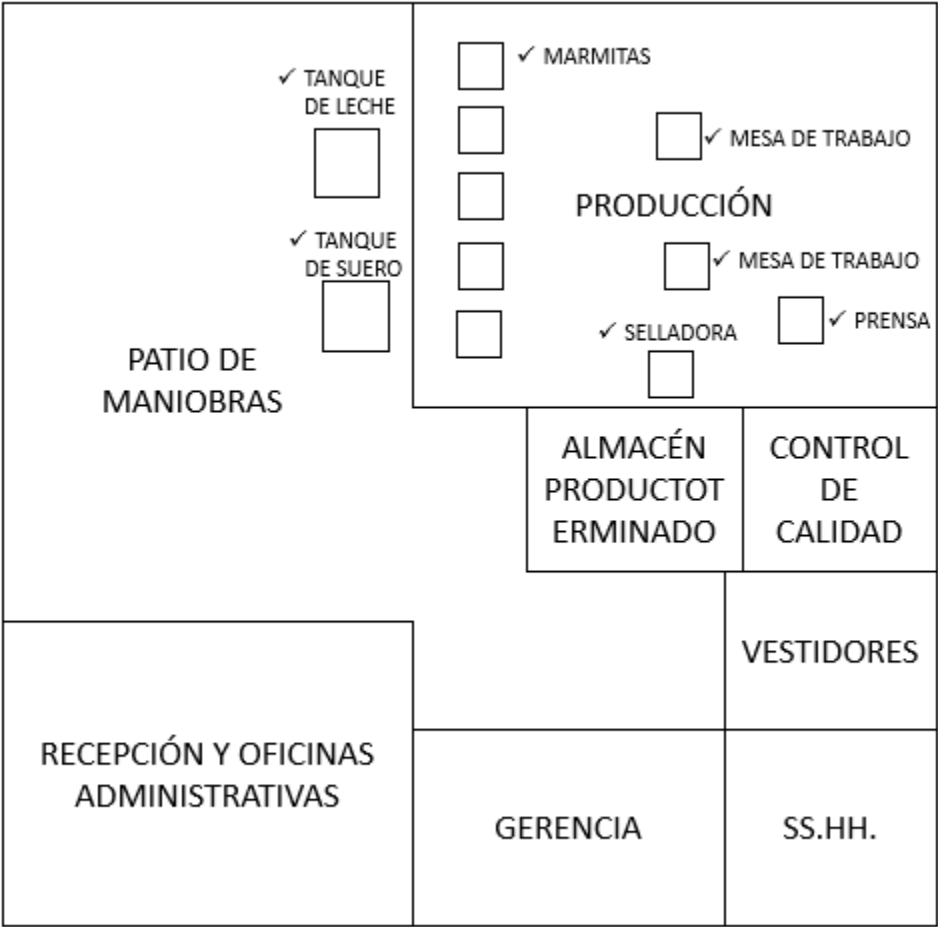 ✓ MARMITAS
✓ TANQUE
DE LECHE
✓ MESA DE TRABAJO
PRODUCCIÓN
✓ TANQUE
DE SUERO
✓ MESA DE TRABAJO
✓ PRENSA
✓ SELLADORA
PATIO DE
MANIOBRAS
ALMACÉN
PRODUCTOT
ERMINADO
CONTROL
DE
CALIDAD
VESTIDORES
RECEPCIÓN Y OFICINAS
ADMINISTRATIVAS
GERENCIA
SS.HH.